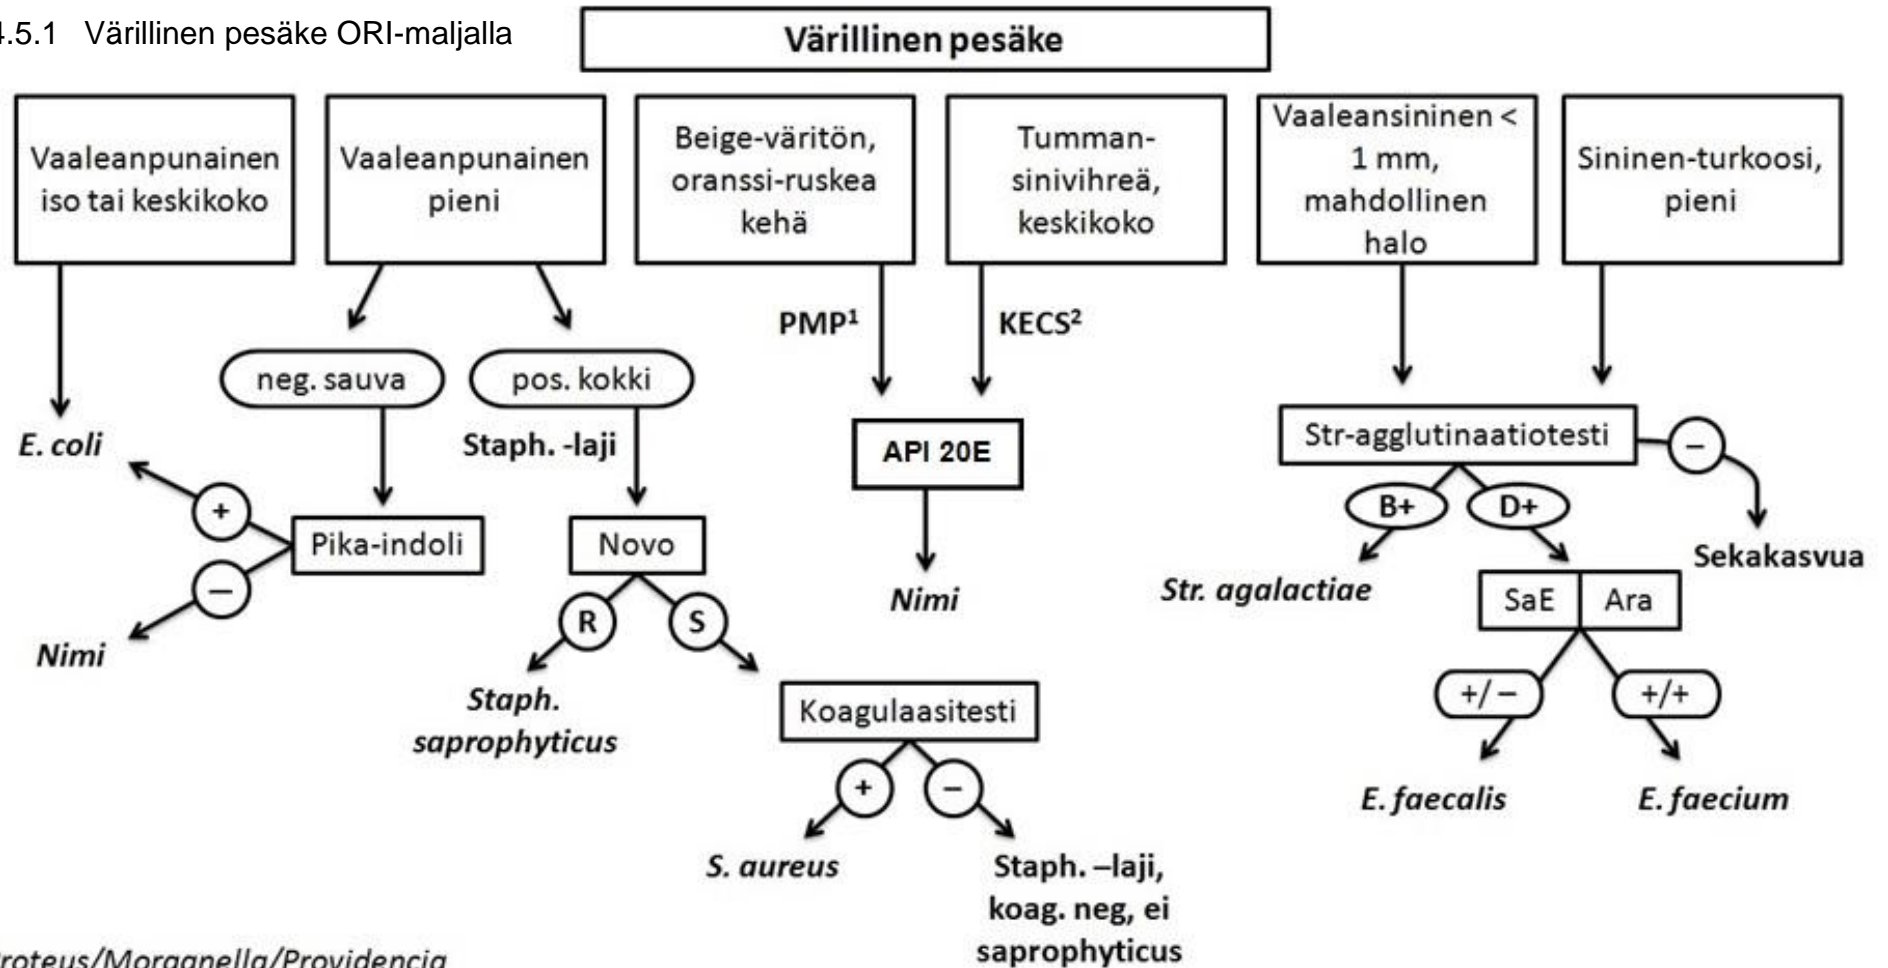 4.5.1 Värillinen pesäke ORI-maljalla
Värillinen pesäke
Vaaleanpunainen
iso tai keskikoko
Vaaleanpunainen
pieni
Beige-väritön,
oranssi-ruskea
kehä
Tumman-
sinivihreä,
keskikoko
Vaaleansininen <
1 mm,
mahdollinen
halo
Sininen-turkoosi,
pieni
PMP¹
KECS²
neg. sauva
pos. kokki
E. coli
Staph. -laji
API 20E
Str-agglutinaatiotesti
–
+
Pika-indoli
Novo
B+
D+
Sekakasvua
–
Nimi
R
S
Nimi
Str. agalactiae
SaE
Ara
Staph.
saprophyticus
Koagulaasitesti
+/ –
+/+
+
–
E. faecalis
E. faecium
S. aureus
Staph. –laji,
koag. neg, ei
saprophyticus
Proteus/Morganella/Providencia